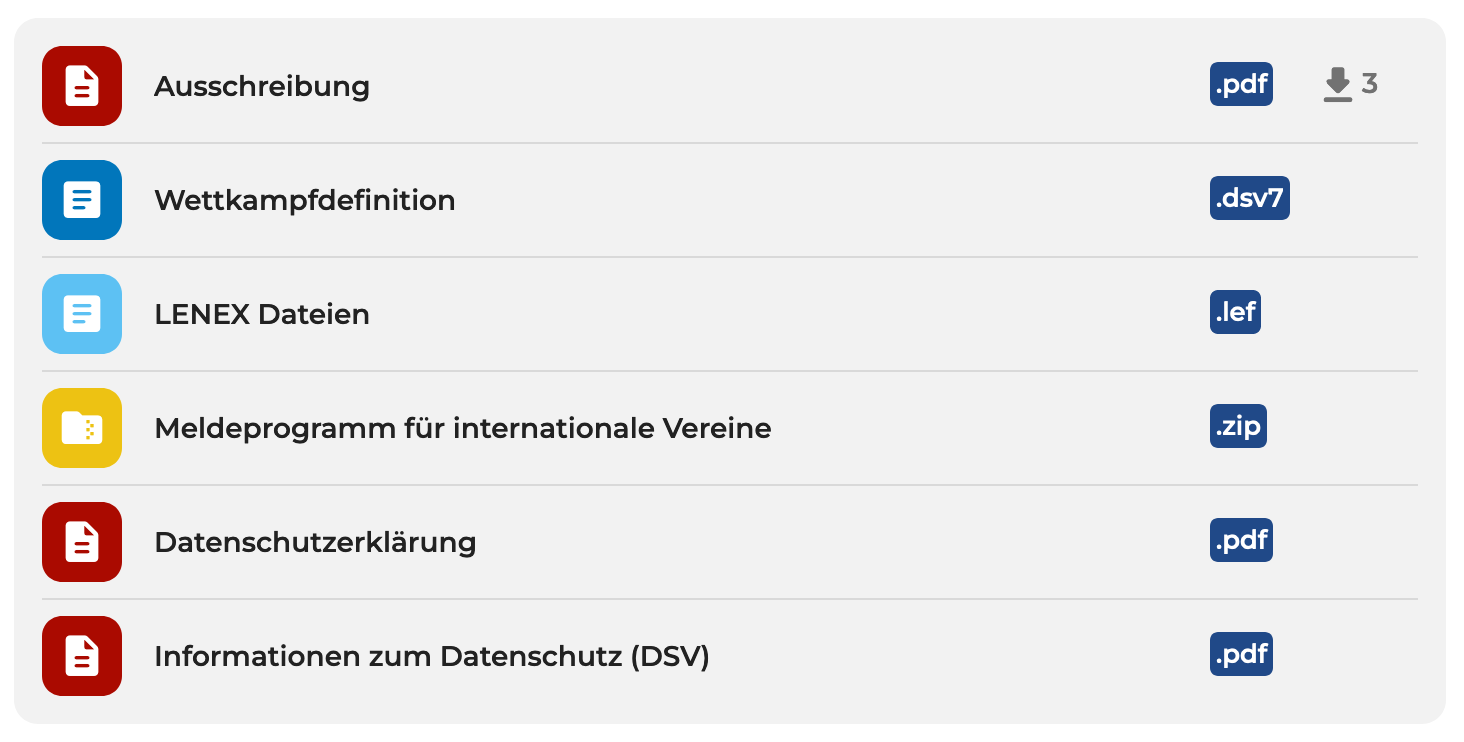 Ausschreibung .pdf 3
Wettkampfdefinition .dsv7
LENEX Dateien .lef
Meldeprogramm für internationale Vereine .zip
Datenschutzerklärung .pdf
Informationen zum Datenschutz (DSV) .pdf